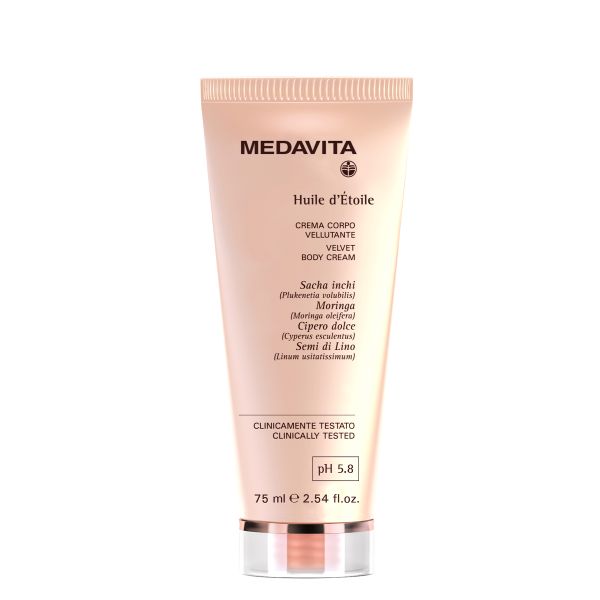 MEDAVITA
Huile d'Étoile
CREMA CORPO
VELLUTANTE
VELVET
BODY CREAM
Sacha inchi
(Plukenetia volubilis)
Moringa
(Moringa oleifera)
Cipero dolce
(Cyperus esculentus)
Semi di Lino
(Linum usitatissimum)
CLINICAMENTE TESTATO
CLINICALLY TESTED
pH 5.8
75 ml ℮ 2.54 fl.oz.